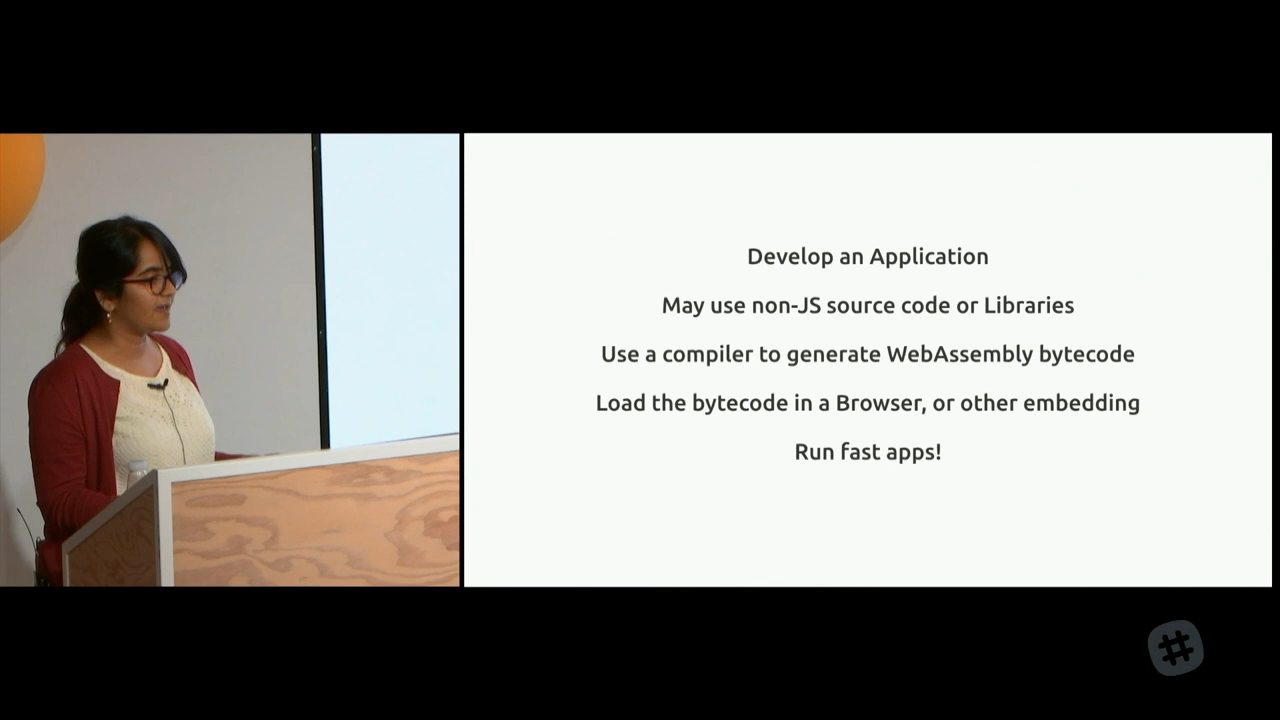 Develop an Application
May use non-JS source code or Libraries
Use a compiler to generate WebAssembly bytecode
Load the bytecode in a Browser, or other embedding
Run fast apps!